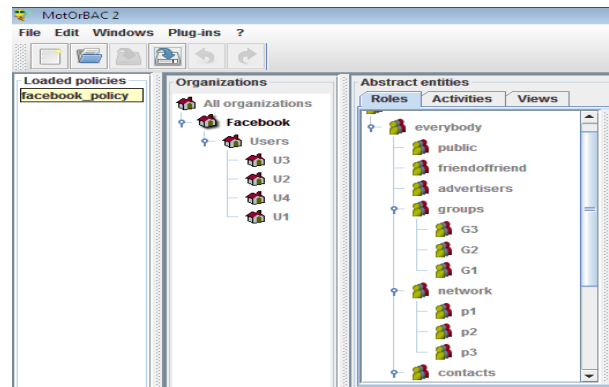 MotOrBAC 2
File Edit Windows Plug-ins ?
Loaded policies
facebook_policy
Organizations
All organizations
Facebook
Users
U3
U2
U4
U1
Abstract entities
Roles Activities Views
everybody
public
friendoffriend
advertisers
groups
G3
G2
G1
network
p1
p2
p3
contacts